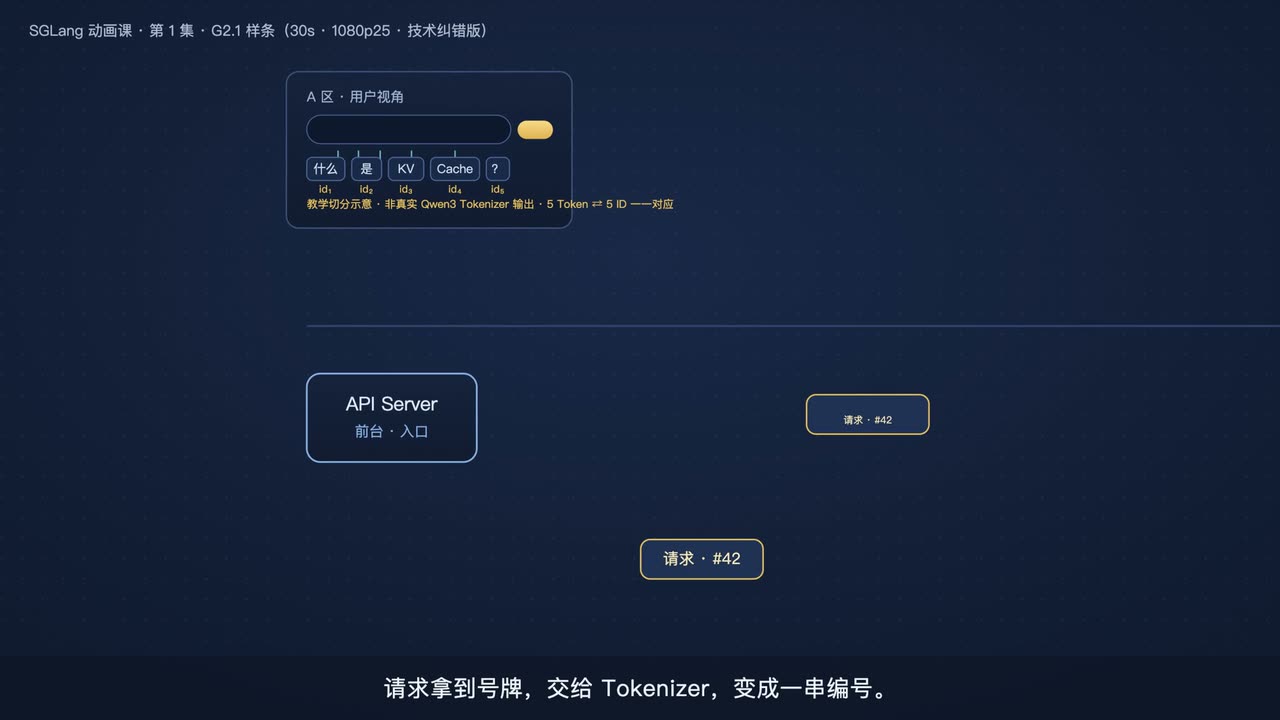 SGLang 动画课 · 第 1 集 · G2.1 样条（30s · 1080p25 · 技术纠错版）
A 区 · 用户视角
什么 是 KV Cache ？
id₁ id₂ id₃ id₄ id₅
教学切分示意 · 非真实 Qwen3 Tokenizer 输出 · 5 Token ⇄ 5 ID 一一对应
API Server
前台 · 入口
请求 · #42
请求 · #42
请求拿到号牌，交给 Tokenizer，变成一串编号。